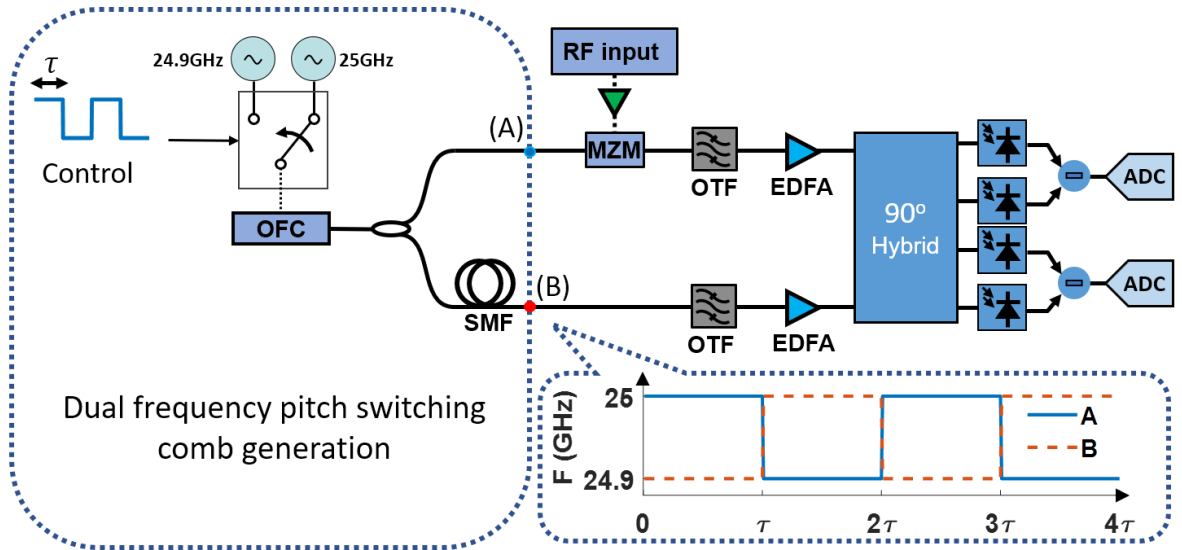 24.9GHz
25GHz
τ
Control
OFC
SMF
(A)
(B)
Dual frequency pitch switching
comb generation
RF input
MZM
OTF
EDFA
OTF
EDFA
90º
Hybrid
ADC
ADC
F (GHz)
25
24.9
0
τ
2τ
3τ
4τ
A
B